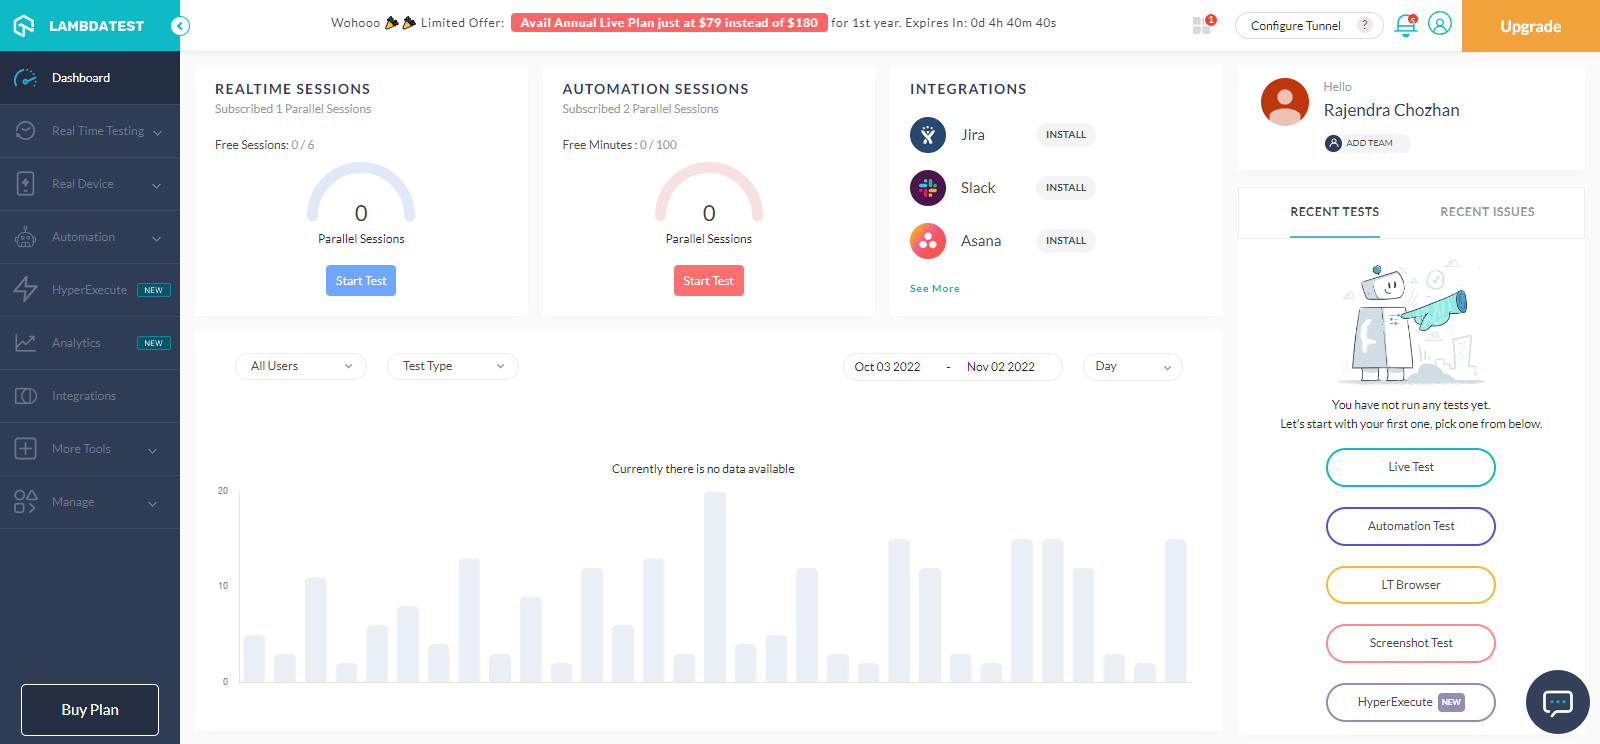 LAMBDATEST
Wohooo 🎉 🎉 Limited Offer: Avail Annual Live Plan just at $79 instead of $180 for 1st year. Expires In: 0d 4h 40m 40s
1
Configure Tunnel ?
6
Upgrade
Dashboard
Real Time Testing
Real Device
Automation
HyperExecute NEW
Analytics NEW
Integrations
More Tools
Manage
Buy Plan
REALTIME SESSIONS
Subscribed 1 Parallel Sessions
Free Sessions: 0 / 6
0
Parallel Sessions
Start Test
AUTOMATION SESSIONS
Subscribed 2 Parallel Sessions
Free Minutes : 0 / 100
0
Parallel Sessions
Start Test
INTEGRATIONS
Jira INSTALL
Slack INSTALL
Asana INSTALL
See More
Hello
Rajendra Chozhan
ADD TEAM
All Users Test Type Oct 03 2022 - Nov 02 2022 Day
Currently there is no data available
20
10
0
RECENT TESTS RECENT ISSUES
You have not run any tests yet.
Let's start with your first one, pick one from below.
Live Test
Automation Test
LT Browser
Screenshot Test
HyperExecute NEW